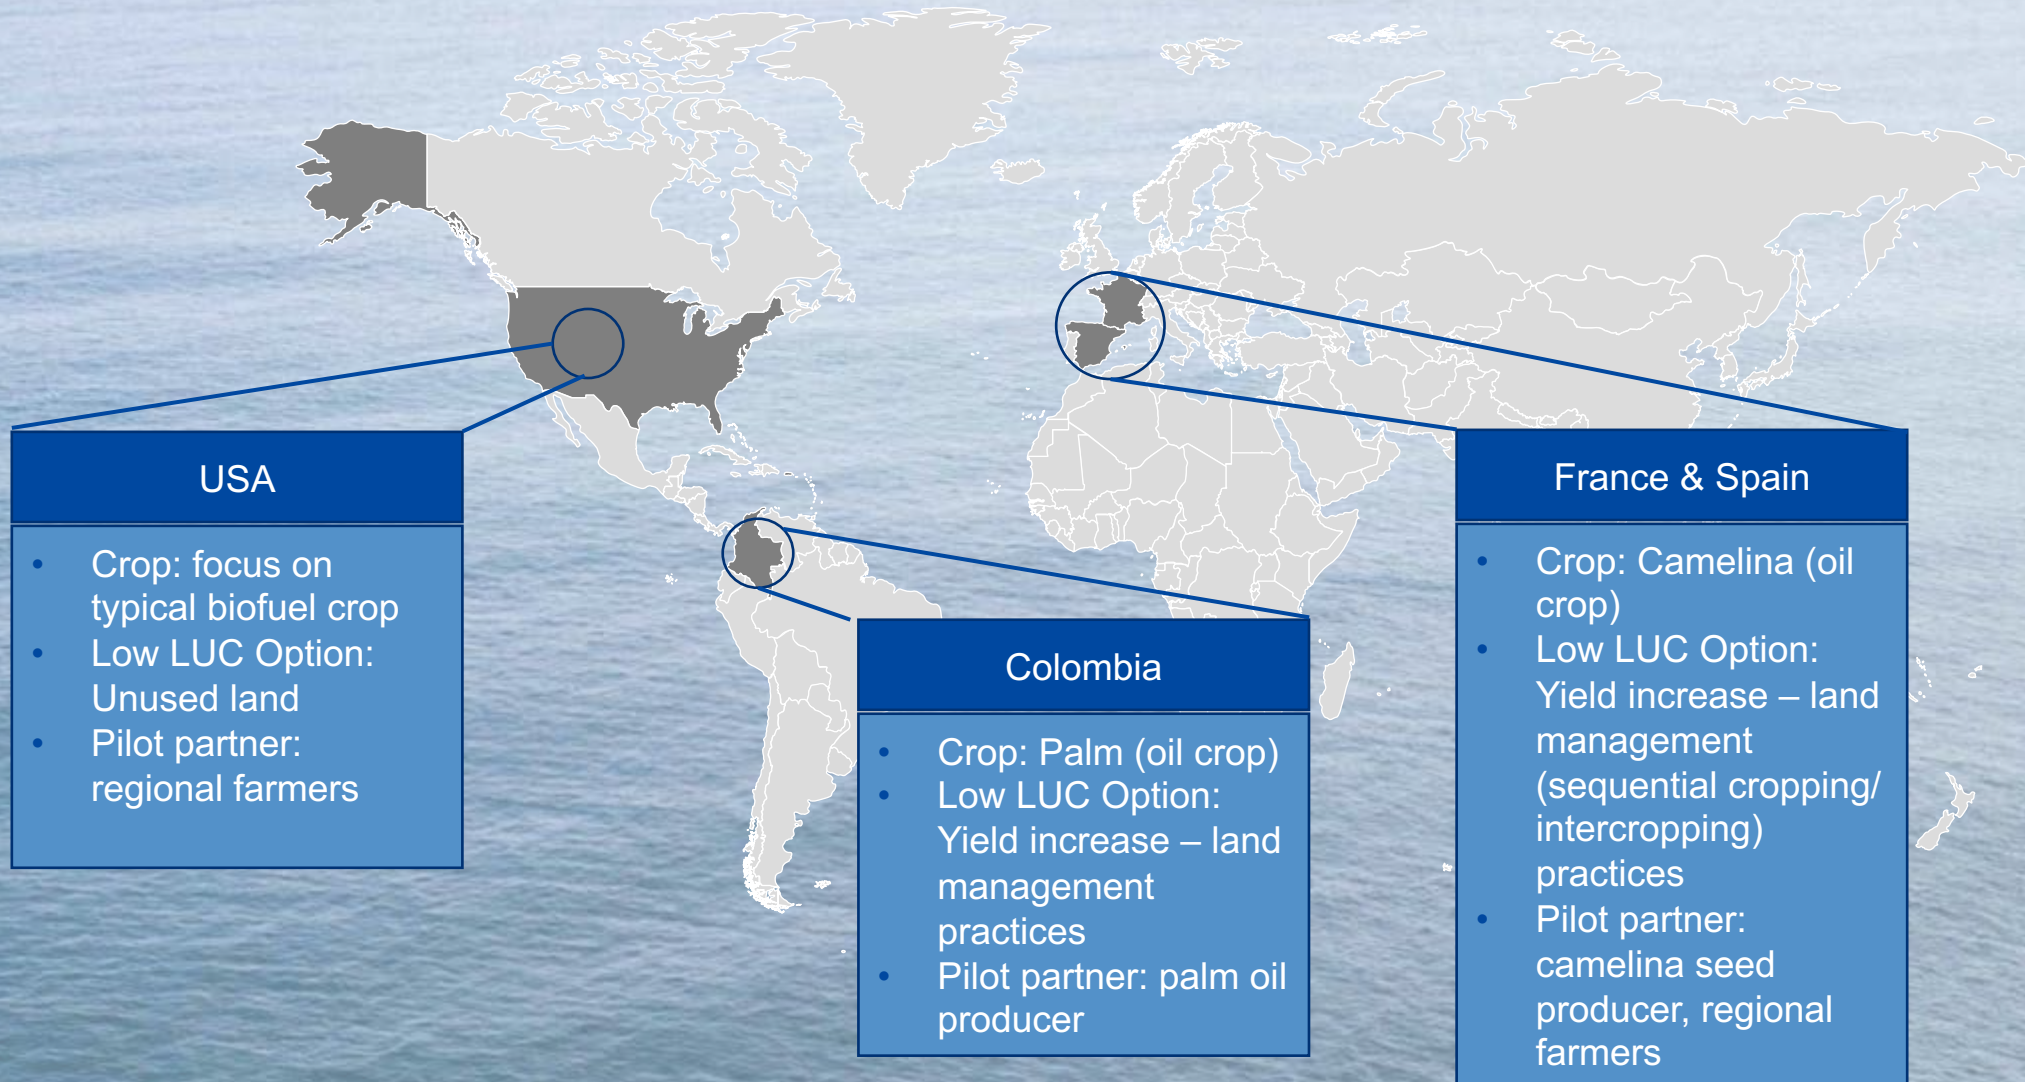 USA
• Crop: focus on
typical biofuel crop
• Low LUC Option:
Unused land
• Pilot partner:
regional farmers
Colombia
• Crop: Palm (oil crop)
• Low LUC Option:
Yield increase – land
management
practices
• Pilot partner: palm oil
producer
France & Spain
• Crop: Camelina (oil
crop)
• Low LUC Option:
Yield increase – land
management
(sequential cropping/
intercropping)
practices
• Pilot partner:
camelina seed
producer, regional
farmers